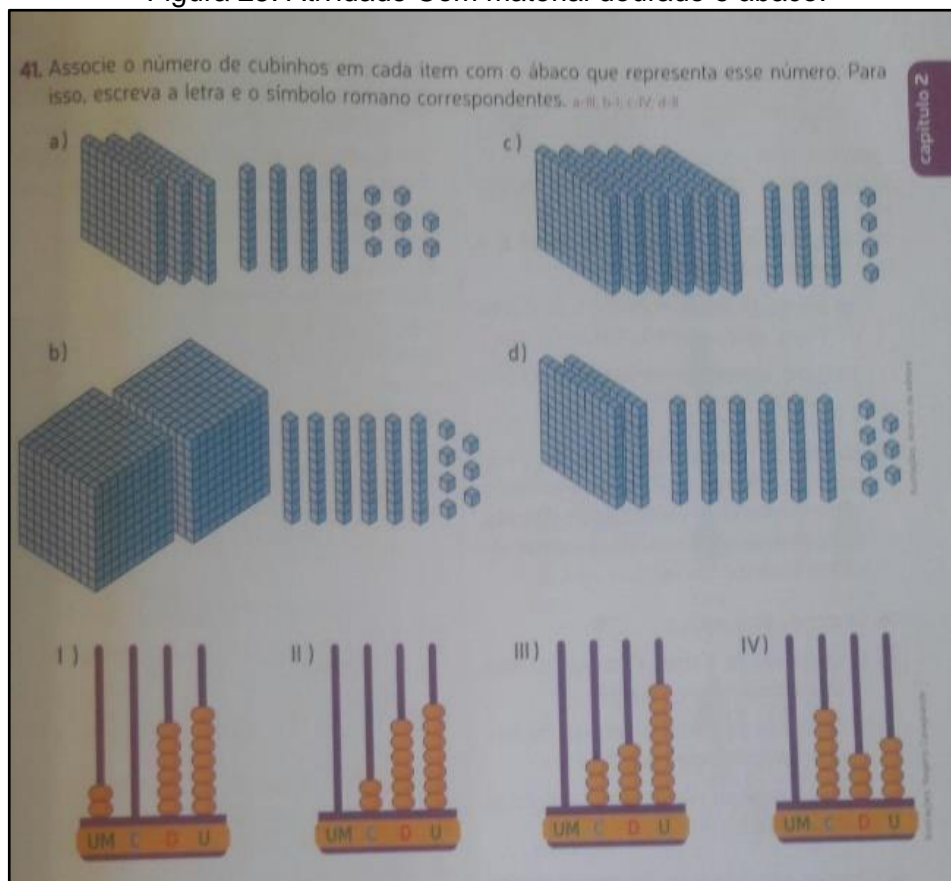 Figura 23: Atividade Com material dourado e ábaco.
41. Associe o número de cubinhos em cada item com o ábaco que representa esse número. Para
isso, escreva a letra e o símbolo romano correspondentes. a-III, b-I, c-IV, d-II
capítulo 2
a)
c)
b)
d)
I)
II)
III)
IV)
UM C D U
UM C D U
UM C D U
UM C D U